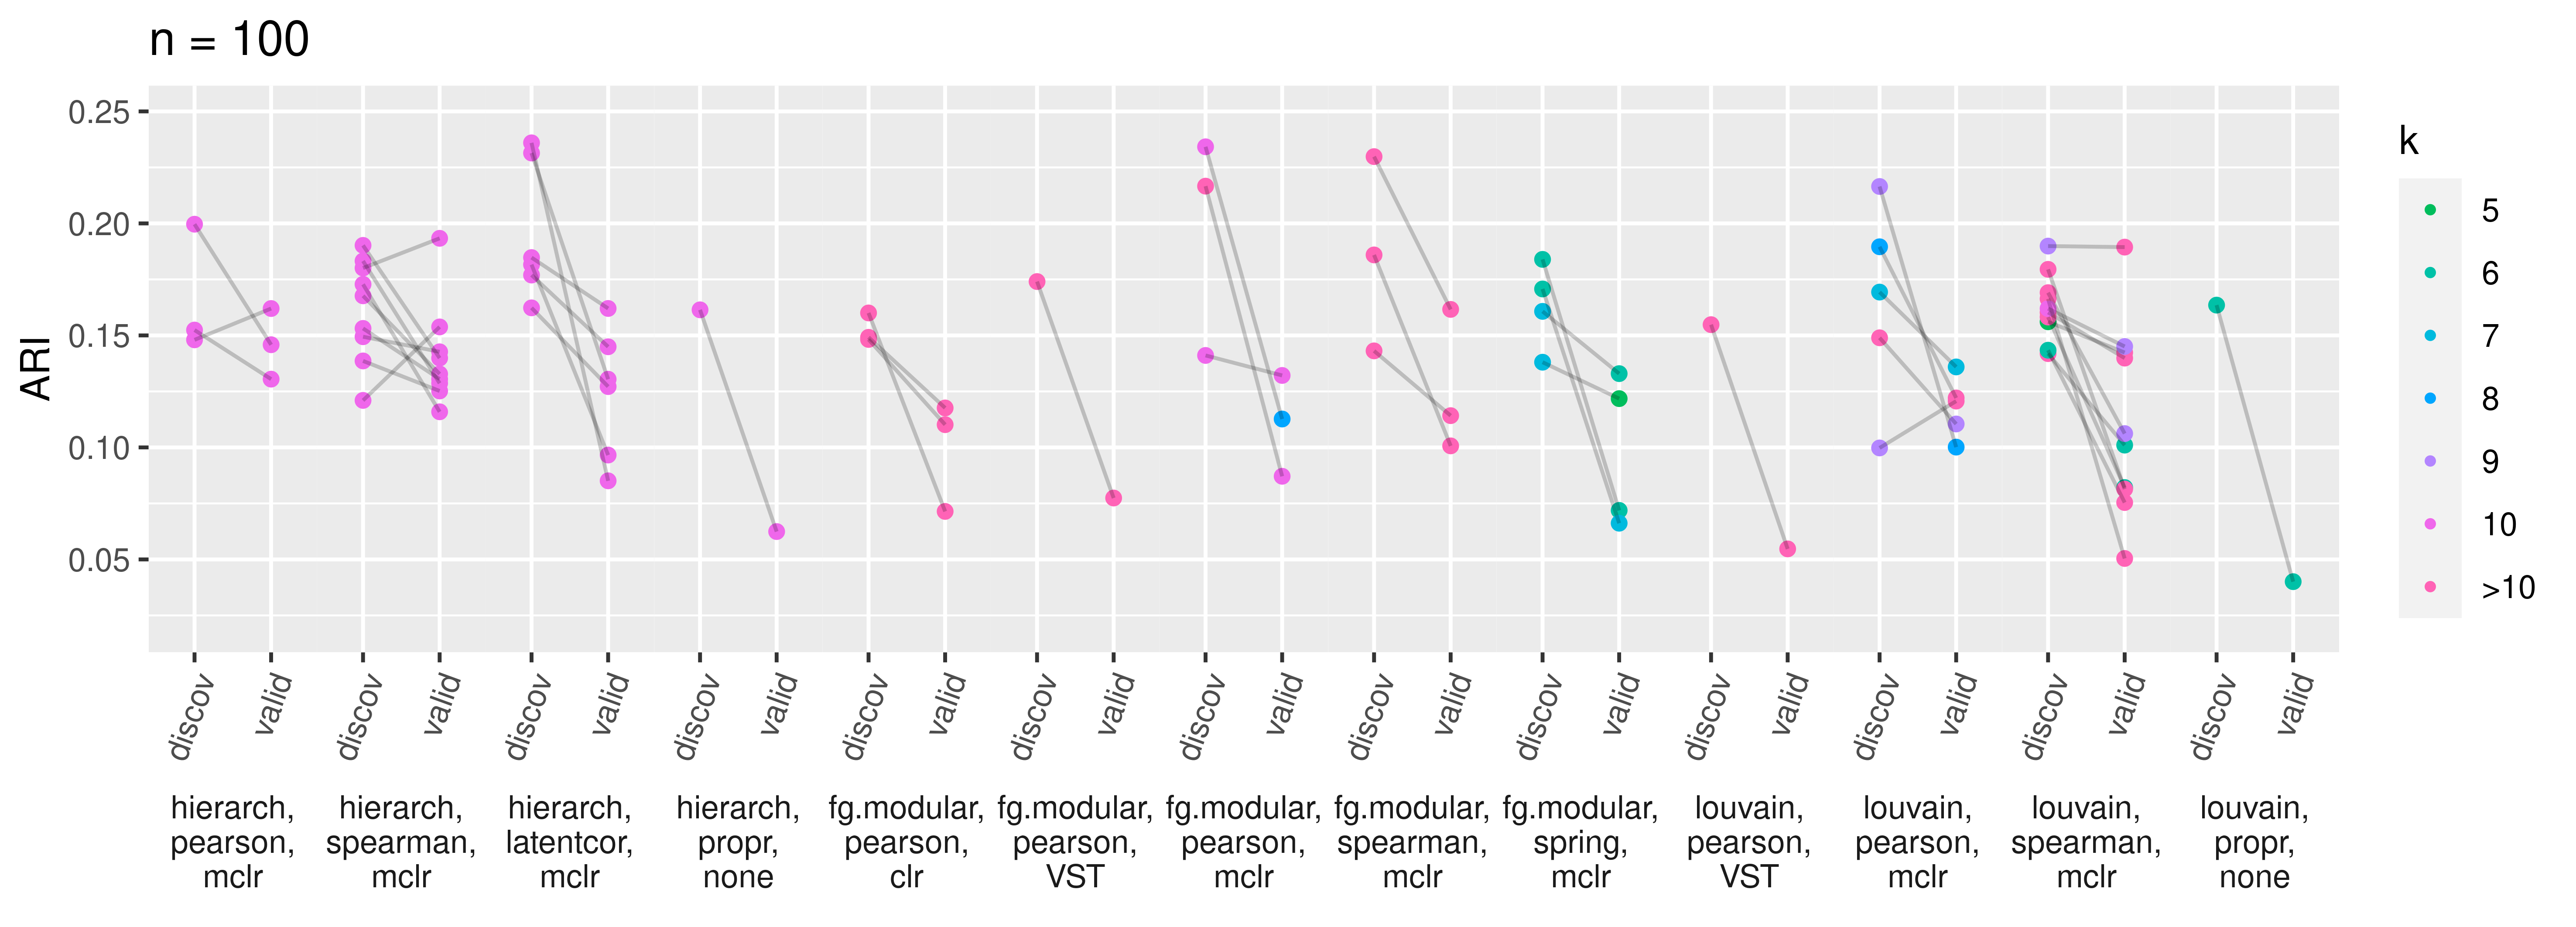 n = 100
ARI
0.25
0.20
0.15
0.10
0.05
discov valid discov valid discov valid discov valid discov valid discov valid discov valid discov valid discov valid discov valid discov valid discov valid discov valid
hierarch, hierarch, hierarch, hierarch, fg.modular, fg.modular, fg.modular, fg.modular, fg.modular, louvain, louvain, louvain, louvain,
pearson, spearman, latentcor, propr, pearson, pearson, pearson, spearman, spring, pearson, pearson, spearman, propr,
mclr mclr mclr none clr VST mclr mclr mclr VST mclr mclr none
k
5
6
7
8
9
10
>10